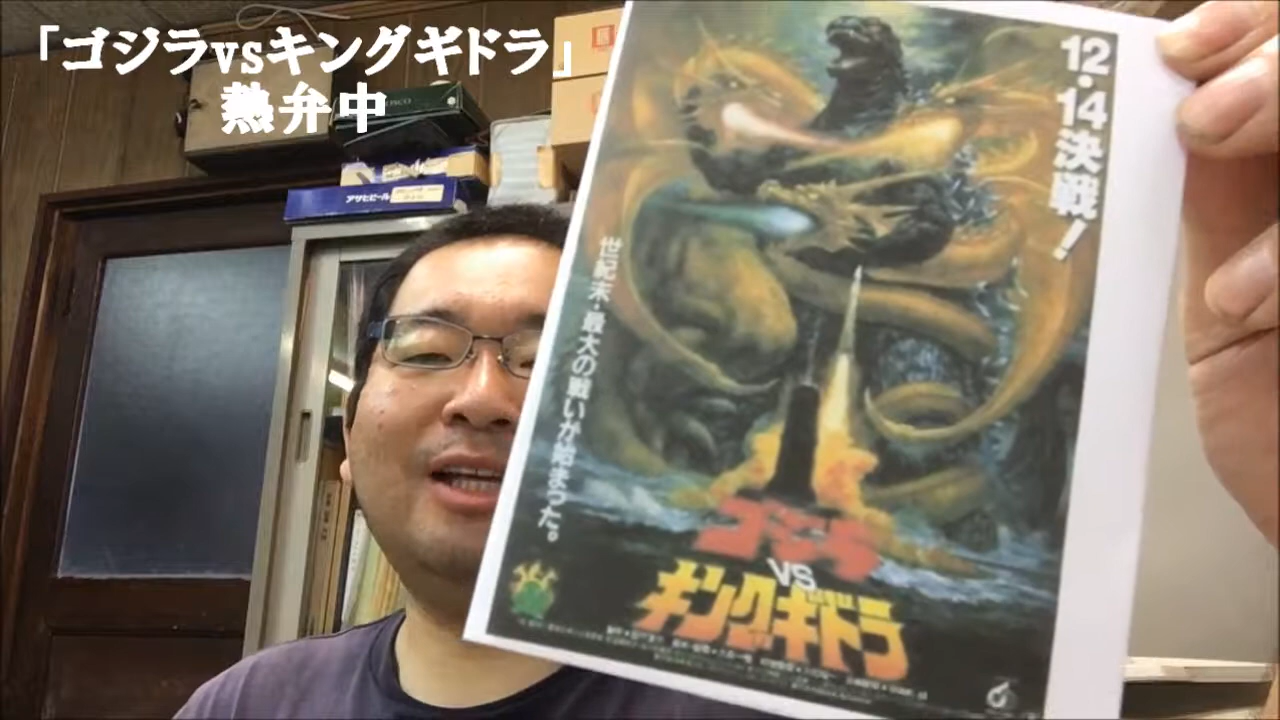 「ゴジラvsキングギドラ」
熱弁中
アサヒビール
12・14決戦！
世紀末・最大の戦いが始まった。
ゴジラ
VS
キングギドラ